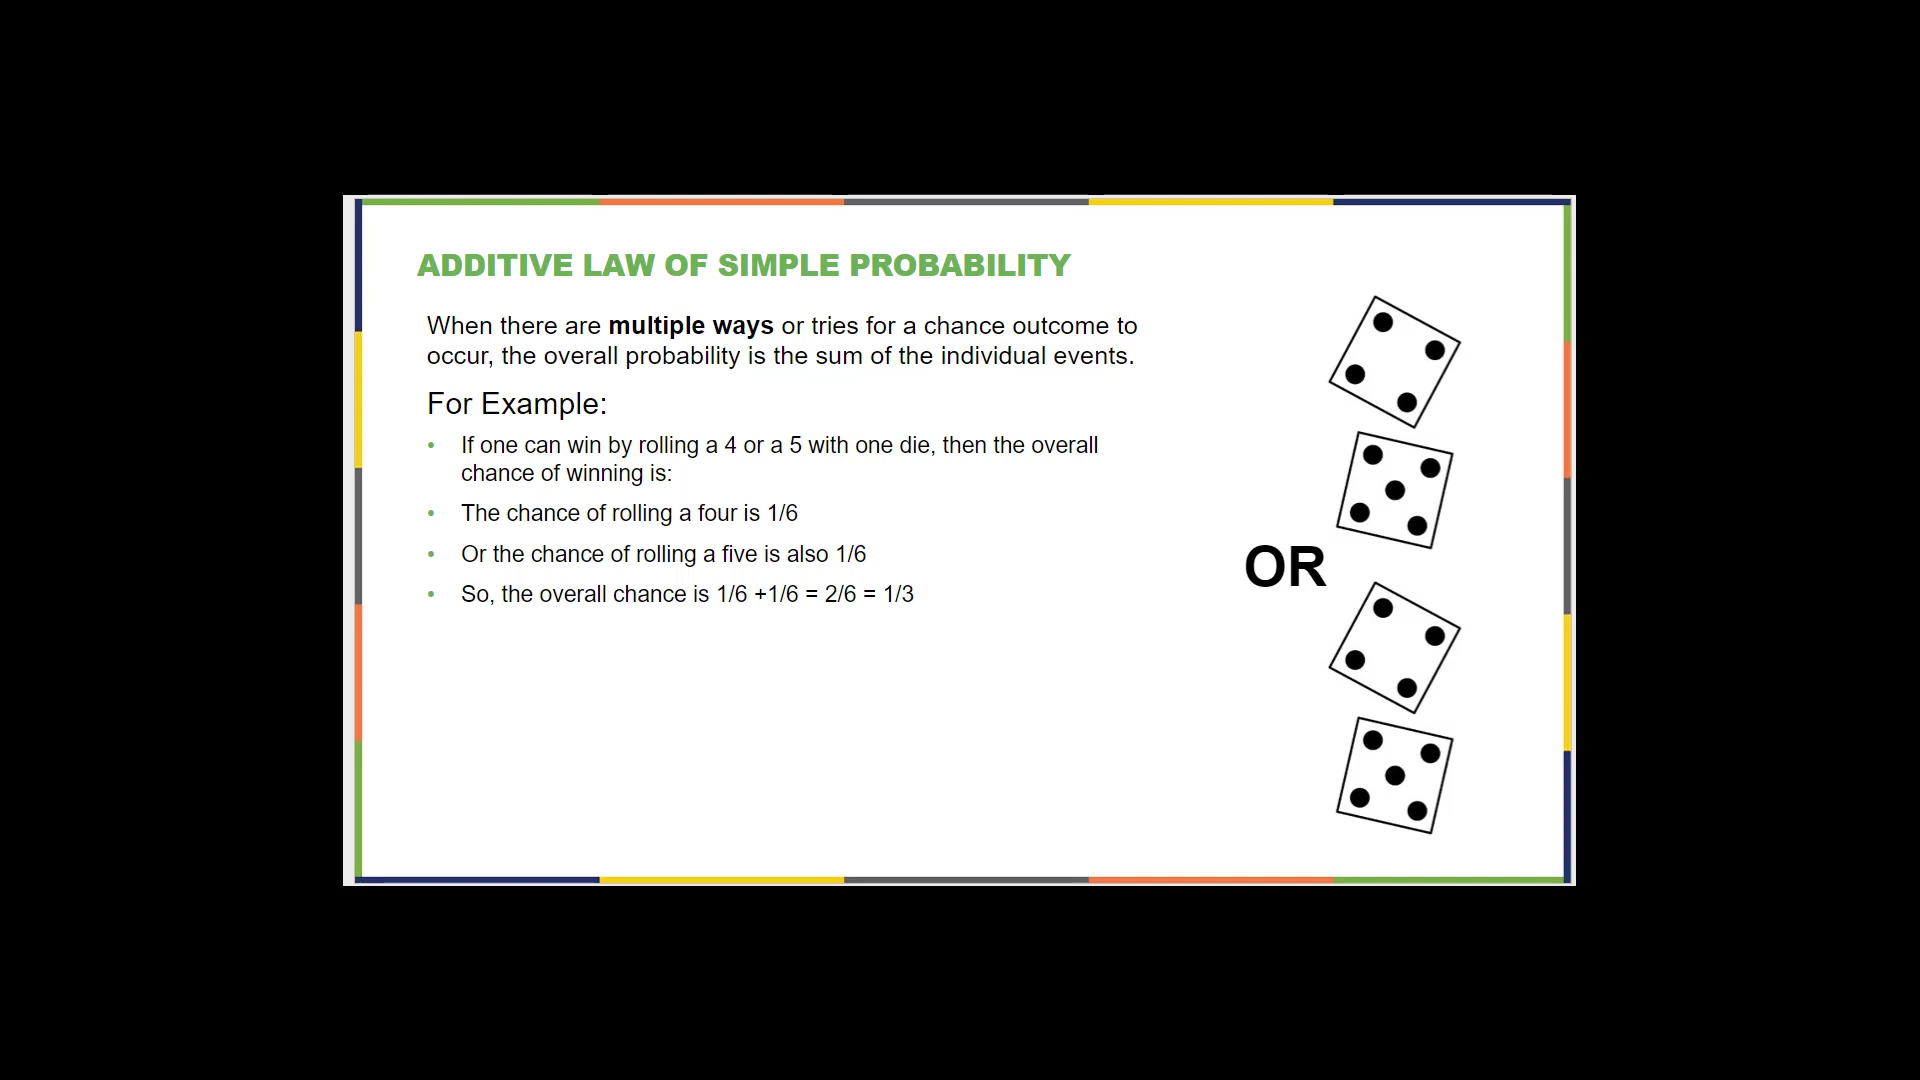 ADDITIVE LAW OF SIMPLE PROBABILITY
When there are multiple ways or tries for a chance outcome to
occur, the overall probability is the sum of the individual events.
For Example:
• If one can win by rolling a 4 or a 5 with one die, then the overall
chance of winning is:
• The chance of rolling a four is 1/6
• Or the chance of rolling a five is also 1/6
• So, the overall chance is 1/6 +1/6 = 2/6 = 1/3
OR